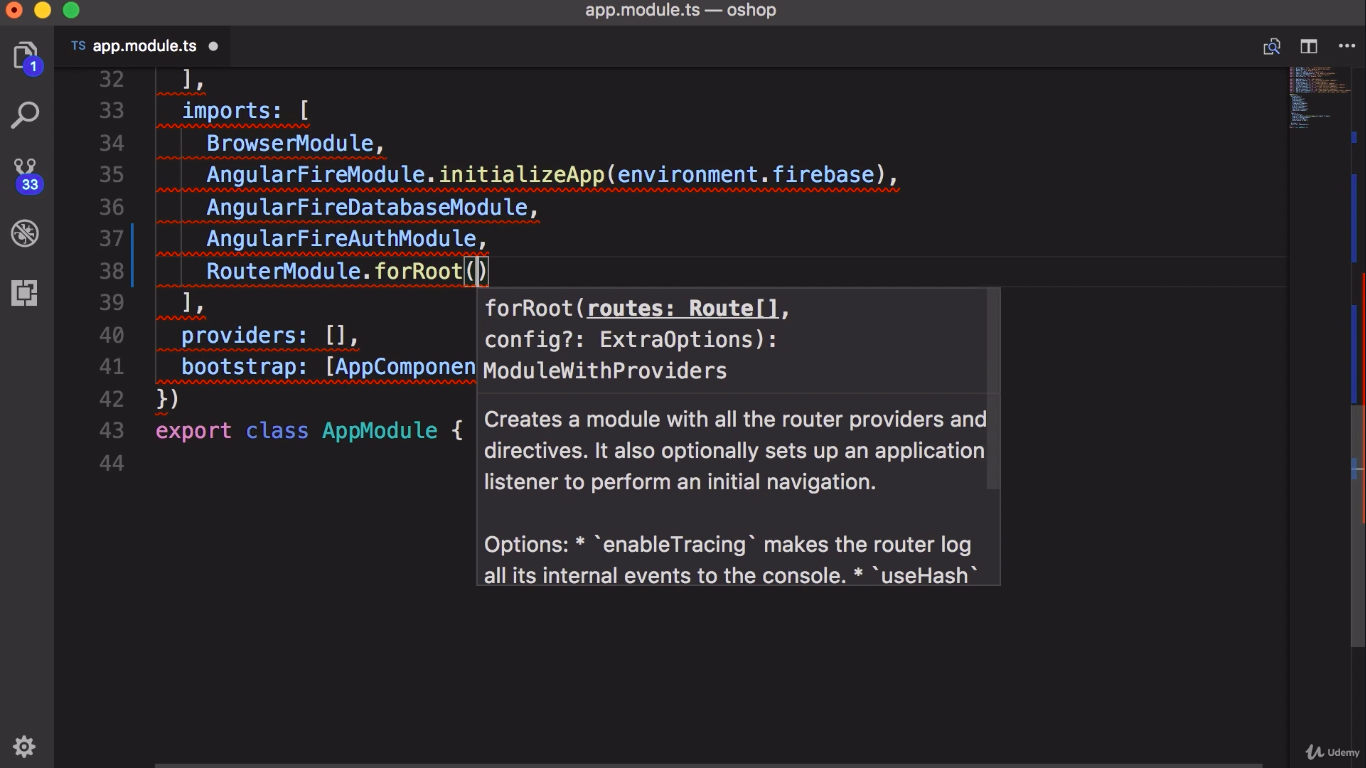 app.module.ts — oshop
TS app.module.ts
1
33
32 ],
33 imports: [
34 BrowserModule,
35 AngularFireModule.initializeApp(environment.firebase),
36 AngularFireDatabaseModule,
37 AngularFireAuthModule,
38 RouterModule.forRoot()
39 ],
40 providers: [],
41 bootstrap: [AppComponen
42 })
43 export class AppModule {
44
forRoot(routes: Route[],
config?: ExtraOptions):
ModuleWithProviders
Creates a module with all the router providers and
directives. It also optionally sets up an application
listener to perform an initial navigation.
Options: * `enableTracing` makes the router log
all its internal events to the console. * `useHash`
Udemy